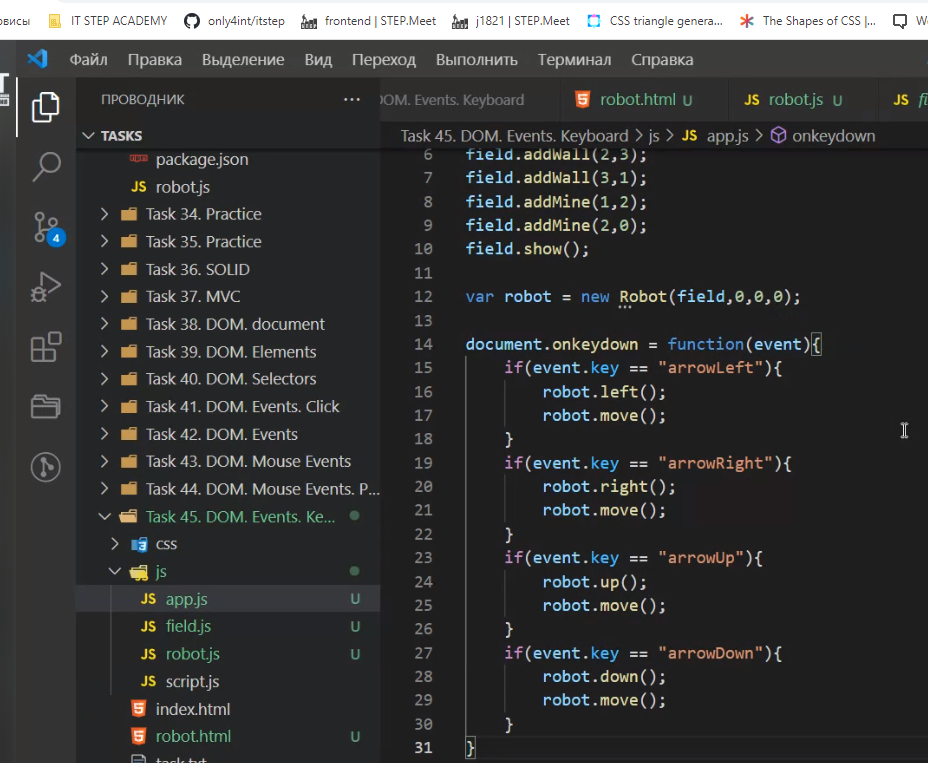 рвисы IT STEP ACADEMY only4int/itstep frontend | STEP.Meet j1821 | STEP.Meet CSS triangle genera... The Shapes of CSS |...
Файл Правка Выделение Вид Переход Выполнить Терминал Справка
ПРОВОДНИК ... OM. Events. Keyboard robot.html U JS robot.js U JS
TASKS
Task 45. DOM. Events. Keyboard > js > JS app.js > onkeydown
package.json
JS robot.js
Task 34. Practice
Task 35. Practice
Task 36. SOLID
Task 37. MVC
Task 38. DOM. document
Task 39. DOM. Elements
Task 40. DOM. Selectors
Task 41. DOM. Events. Click
Task 42. DOM. Events
Task 43. DOM. Mouse Events
Task 44. DOM. Mouse Events. P...
Task 45. DOM. Events. Ke...
css
js
JS app.js U
JS field.js U
JS robot.js U
JS script.js
index.html
robot.html U
task.txt
4
6 field.addWall(2,3);
7 field.addWall(3,1);
8 field.addMine(1,2);
9 field.addMine(2,0);
10 field.show();
11
12 var robot = new Robot(field,0,0,0);
13
14 document.onkeydown = function(event){
15 if(event.key == "arrowLeft"){
16 robot.left();
17 robot.move();
18 }
19 if(event.key == "arrowRight"){
20 robot.right();
21 robot.move();
22 }
23 if(event.key == "arrowUp"){
24 robot.up();
25 robot.move();
26 }
27 if(event.key == "arrowDown"){
28 robot.down();
29 robot.move();
30 }
31 }